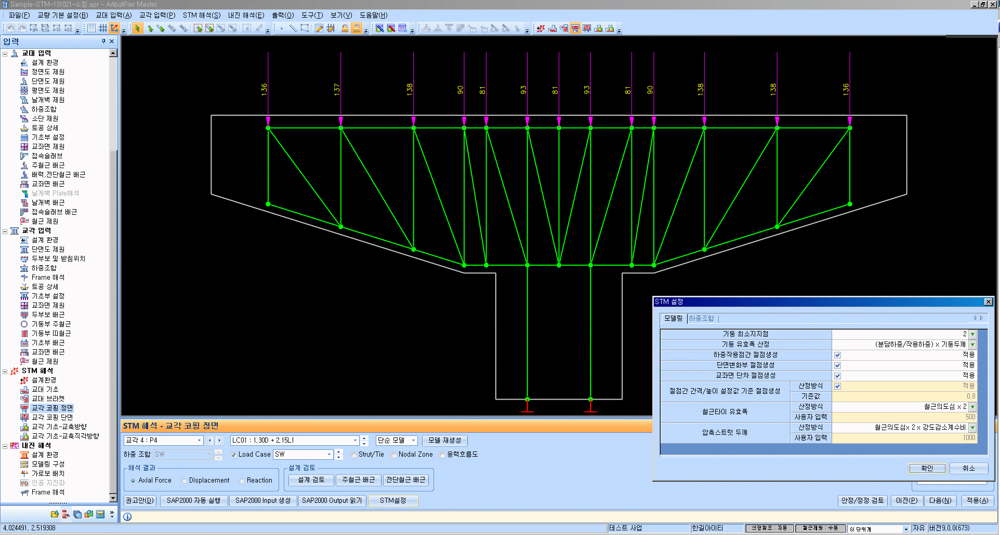 Sample-STM-131021-수정.apr - AAbutPier Master
파일(F) 교량 기본 설정(B) 교대 입력(A) 교각 입력(P) STM 해석(S) 내진 해석(E) 출력(O) 도구(T) 보기(V) 도움말(H)
입력
교대 입력
설계 환경
정면도 제원
단면도 제원
평면도 제원
날개벽 제원
하중조합
소단 제원
토공 상세
기초부 설정
교좌면 제원
접속슬래브
주철근 배근
배력,전단철근 배근
교좌면 배근
날개벽 Plate해석
날개벽 배근
접속슬래브 배근
철근 제원
교각 입력
설계 환경
단면도 제원
두부보 및 받침위치
하중조합
Frame 해석
토공 상세
기초부 설정
교좌면 제원
두부보 배근
기둥부 주철근
기둥부 띠철근
기초부 배근
교좌면 배근
철근 제원
STM 해석
설계환경
교대 기초
교대 브라켓
교각 코핑 정면
교각 코핑 단면
교각 기초-교축방향
교각 기초-교축직각방향
내진 해석
설계 환경
모델링 구성
가로보 배치
인공 지진파
Frame 해석
136 137 138 90 81 93 81 93 81 90 138 138 136
STM 설정
모델링 하중조합
기둥 최소지지점 2
기둥 유효폭 산정 (분담하중/작용하중) x 기둥두께
하중작용점간 절점생성 적용
단면변화부 절점생성 적용
교좌면 단차 절점생성 적용
절점간 간격/높이 설정값 기준 절점생성 산정방식 적용
기준값 0,8
철근타이 유효폭 산정방식 철근의도심 x 2
사용자 입력 500
압축스트럿 두께 산정방식 철근의도심x 2 x 강도감소계수비
사용자 입력 1000
확인 취소
STM 해석 - 교각 코핑 정면
교각 4 : P4 LC01 : 1,30D + 2,15L1 단순 모델 모델 재생성
하중 조합 SW Load Case SW Strut/Tie Nodal Zone 응력흐름도
해석 결과 설계 검토
Axial Force Displacement Reaction 설계 검토 주철근 배근 전단철근 배근
권고안(D) SAP2000 자동 실행 SAP2000 Input 생성 SAP2000 Output 읽기 STM설정 안정/정정 검토 이전(P) 다음(N) 적용(A)
4,024491, 2,519308 테스트 사업 한길아이티 선형참조 : 자동 철근제원 : 수동 SI 단위계 자유 버전9,0,0(673)